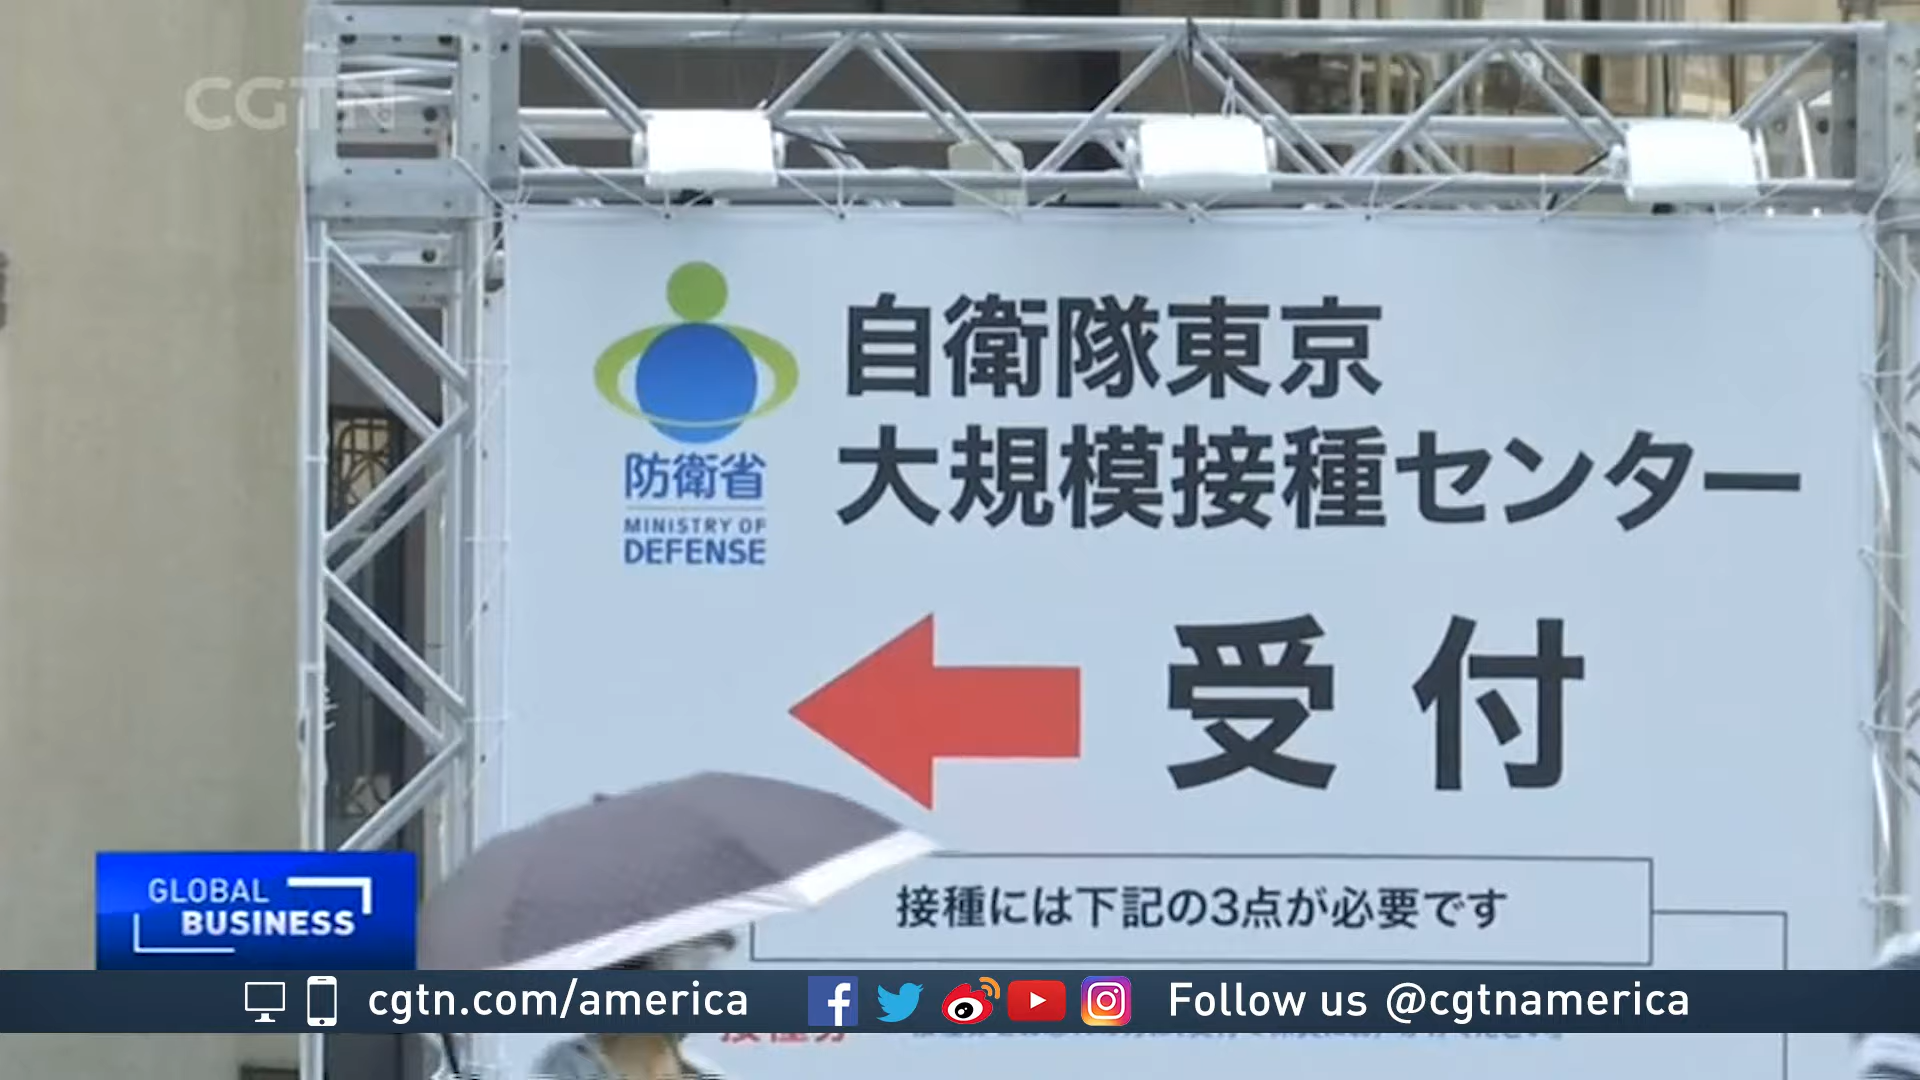 CGTN
自衛隊東京
大規模接種センター
防衛省
MINISTRY OF
DEFENSE
受付
接種には下記の3点が必要です
GLOBAL
BUSINESS
cgtn.com/america
Follow us @cgtnamerica